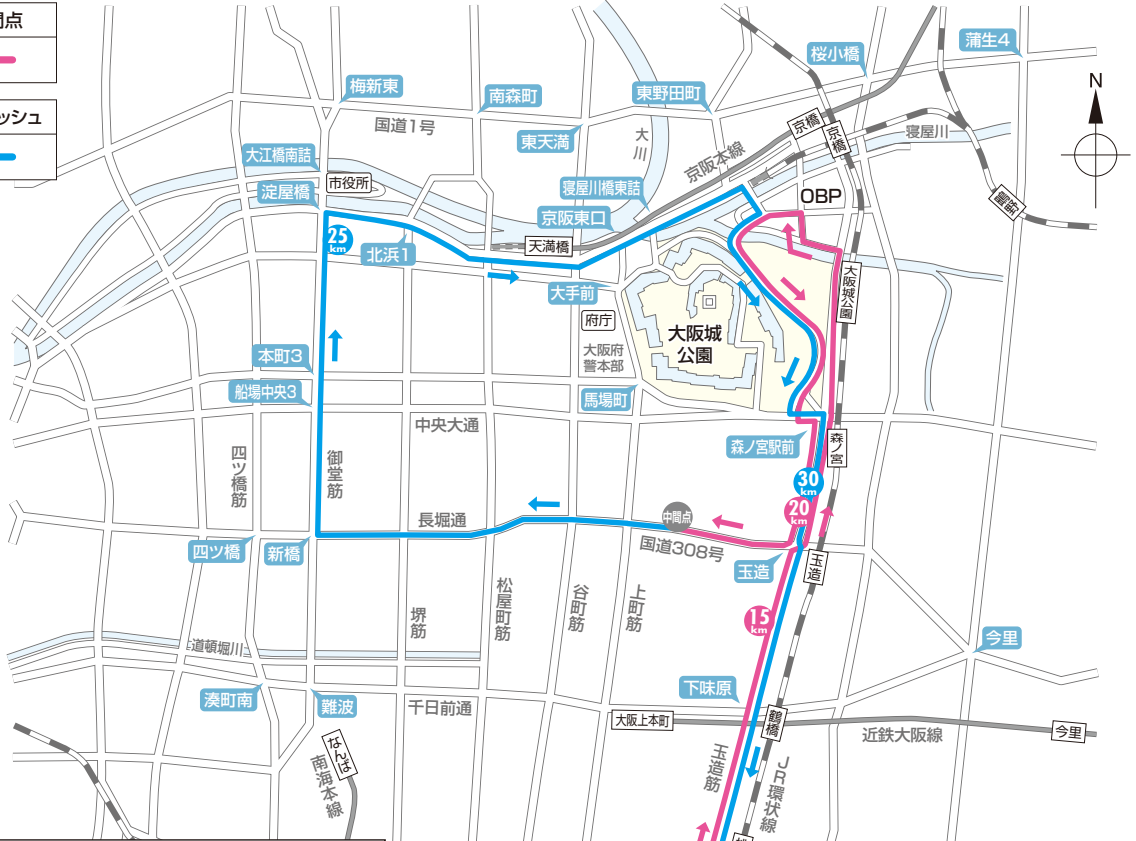 間点
ッシュ
蒲生4
桜小橋
梅新東
南森町
東野田町
N
国道1号
東天満
大川
京橋
京橋
寝屋川
京阪本線
大江橋南詰
市役所
淀屋橋
寝屋川橋東詰
京阪東口
OBP
鴫野
25
km
北浜1
天満橋
大阪城公園
大手前
府庁
大阪城
公園
大阪府
警本部
本町3
船場中央3
馬場町
中央大通
森ノ宮駅前
森ノ宮
四ツ橋筋
御堂筋
30
km
20
km
中間点
長堀通
国道308号
四ツ橋
新橋
玉造
玉造
松屋町筋
谷町筋
上町筋
堺筋
15
km
道頓堀川
今里
下味原
湊町南
難波
千日前通
大阪上本町
鶴橋
近鉄大阪線
今里
なんば
南海本線
玉造筋
JR環状線